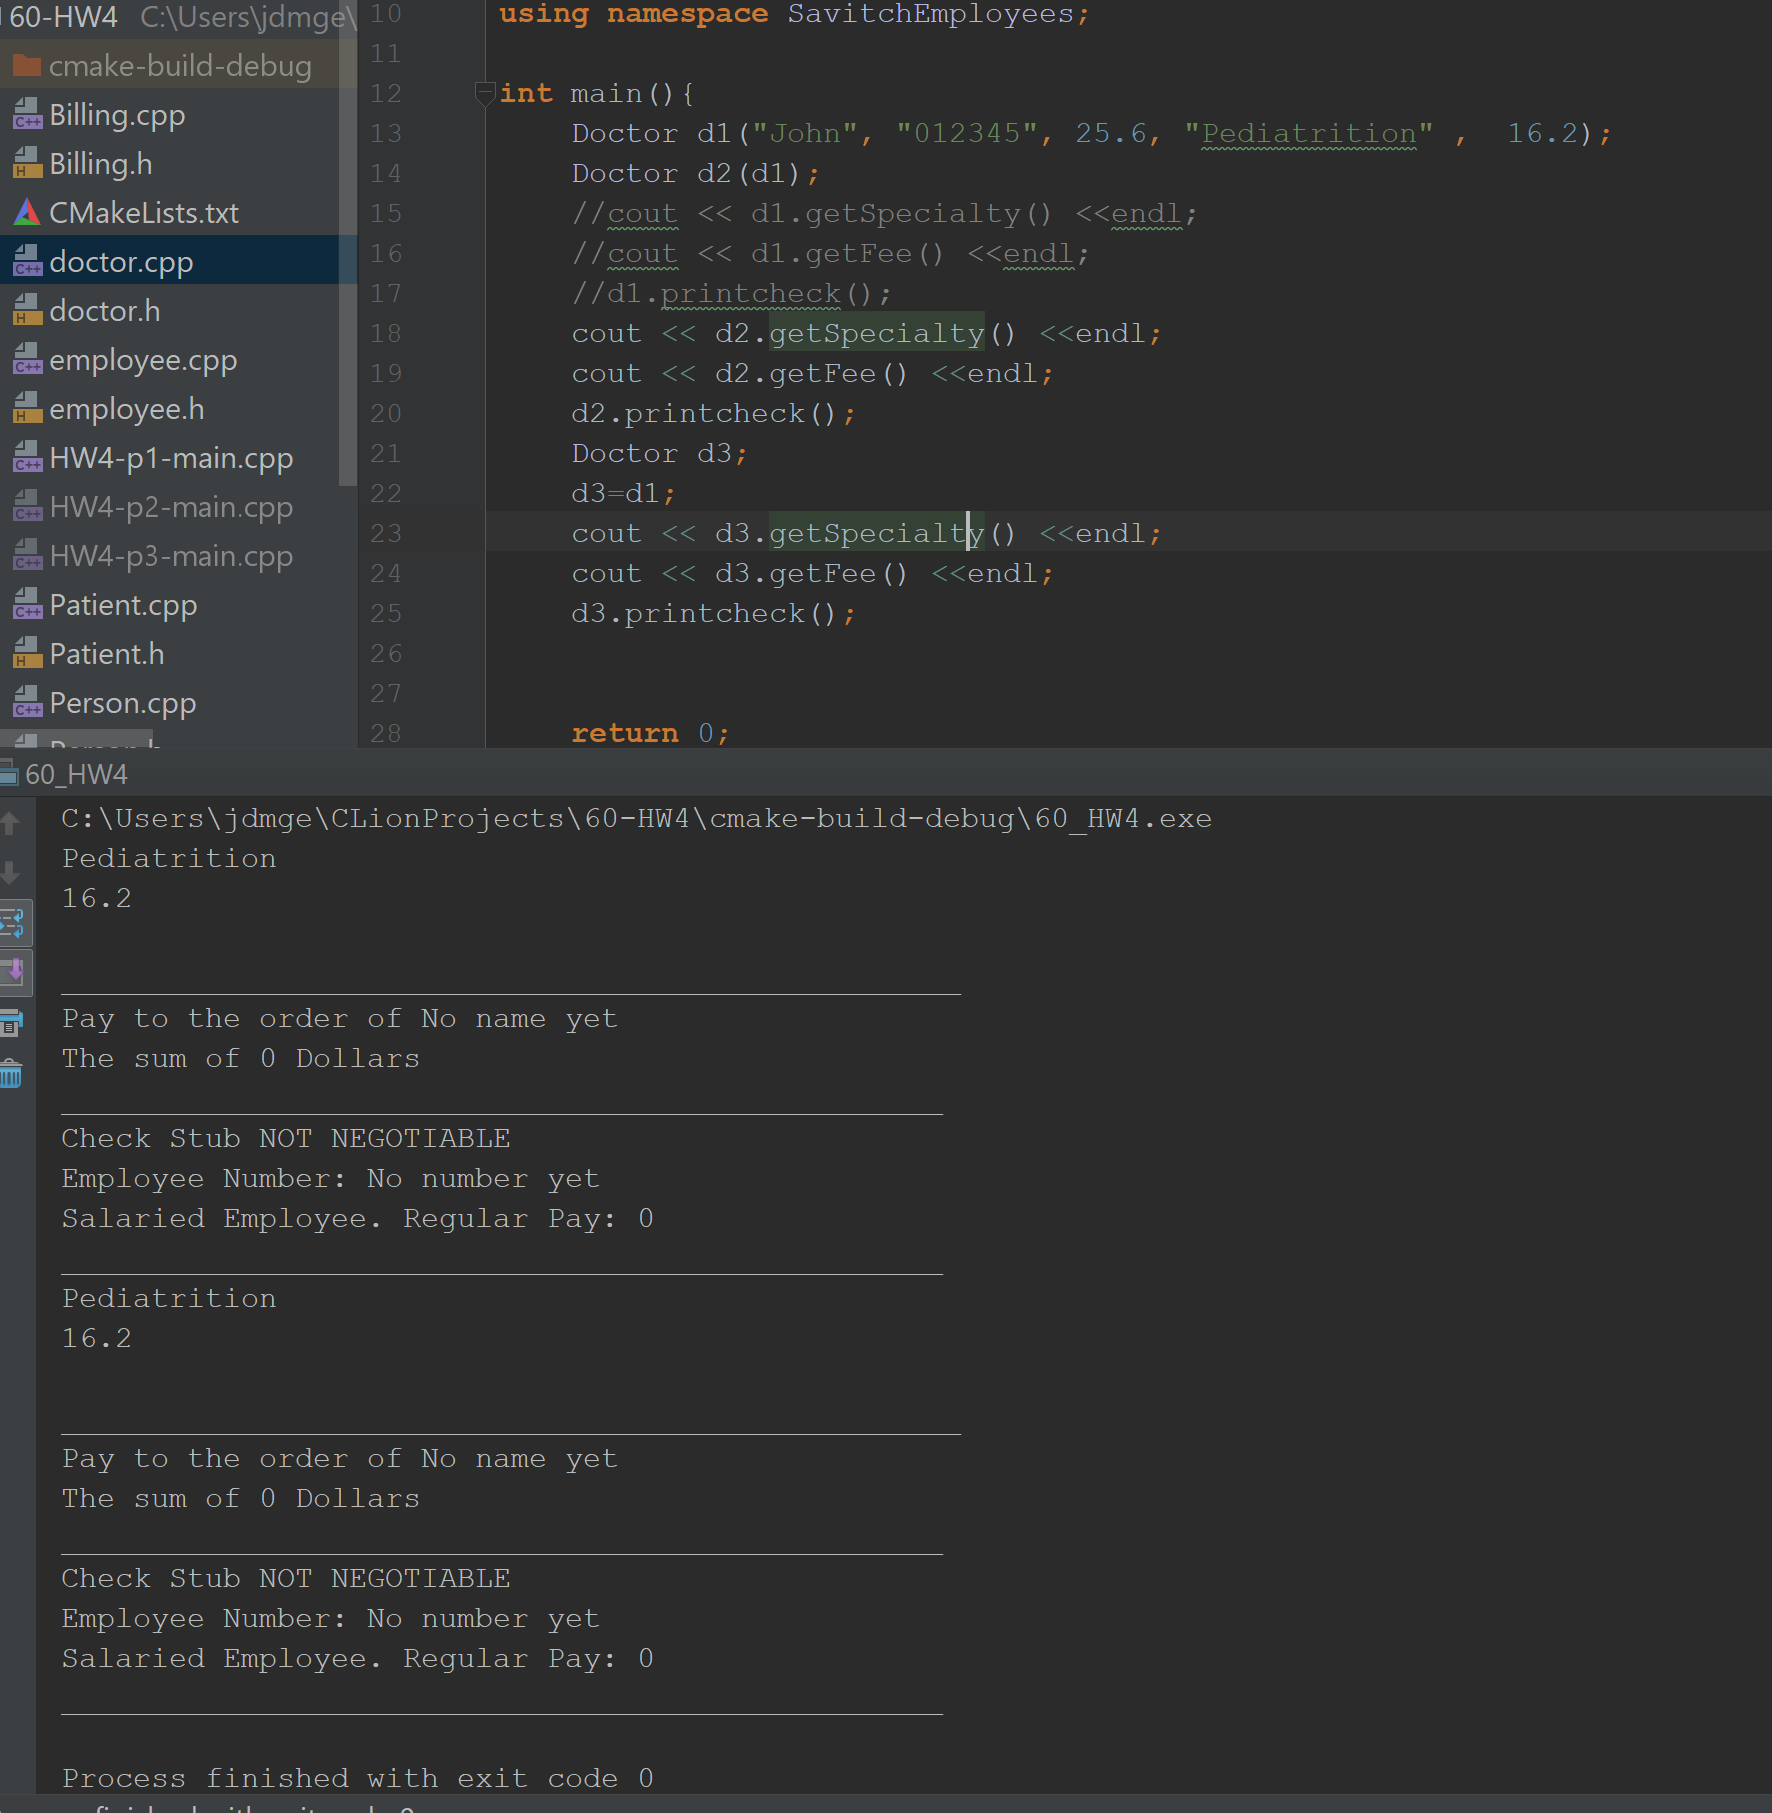 60-HW4 C:\Users\jdmge\
cmake-build-debug
Billing.cpp
Billing.h
CMakeLists.txt
doctor.cpp
doctor.h
employee.cpp
employee.h
HW4-p1-main.cpp
HW4-p2-main.cpp
HW4-p3-main.cpp
Patient.cpp
Patient.h
Person.cpp
10 using namespace SavitchEmployees;
11
12 int main(){
13 Doctor d1("John", "012345", 25.6, "Pediatrition" ,  16.2);
14 Doctor d2(d1);
15 //cout << d1.getSpecialty() <<endl;
16 //cout << d1.getFee() <<endl;
17 //d1.printcheck();
18 cout << d2.getSpecialty() <<endl;
19 cout << d2.getFee() <<endl;
20 d2.printcheck();
21 Doctor d3;
22 d3=d1;
23 cout << d3.getSpecialty() <<endl;
24 cout << d3.getFee() <<endl;
25 d3.printcheck();
26
27
28 return 0;
60_HW4
C:\Users\jdmge\CLionProjects\60-HW4\cmake-build-debug\60_HW4.exe
Pediatrition
16.2
__________________________________________________
Pay to the order of No name yet
The sum of 0 Dollars
_________________________________________________
Check Stub NOT NEGOTIABLE
Employee Number: No number yet
Salaried Employee. Regular Pay: 0
_________________________________________________
Pediatrition
16.2
__________________________________________________
Pay to the order of No name yet
The sum of 0 Dollars
_________________________________________________
Check Stub NOT NEGOTIABLE
Employee Number: No number yet
Salaried Employee. Regular Pay: 0
_________________________________________________
Process finished with exit code 0